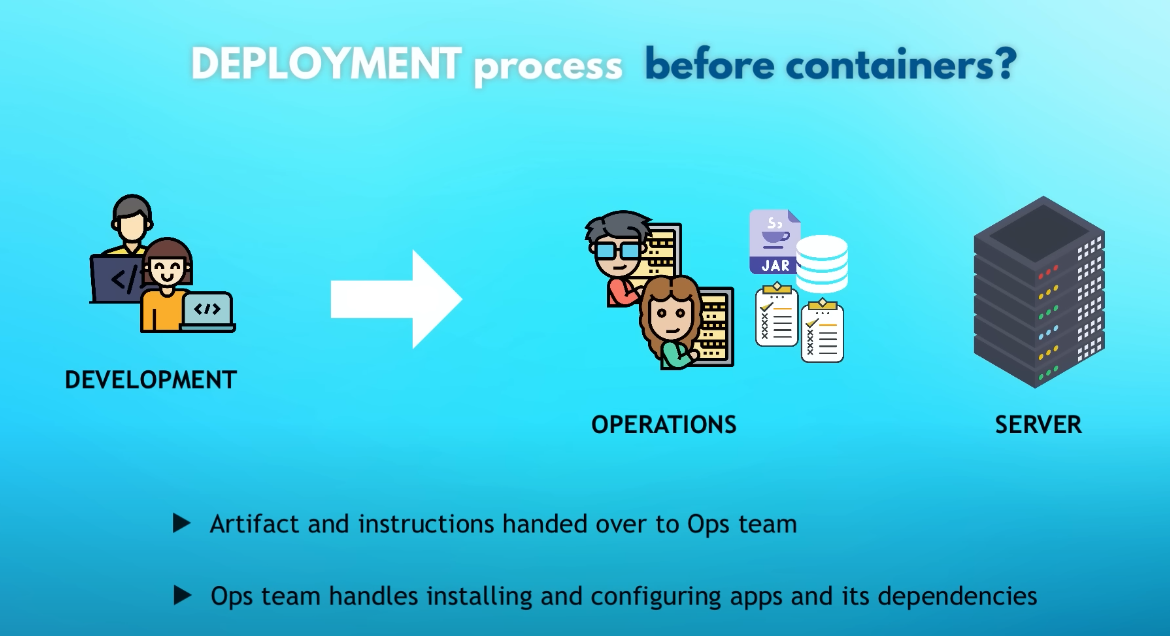 DEPLOYMENT process before containers?
JAR
</>
</>
DEVELOPMENT
OPERATIONS
SERVER
Artifact and instructions handed over to Ops team
Ops team handles installing and configuring apps and its dependencies